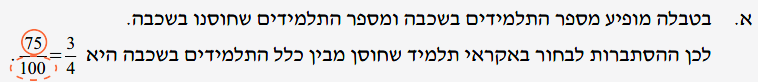 א. בטבלה מופיע מספר התלמידים בשכבה ומספר התלמידים שחוסנו בשכבה.
לכן ההסתברות לבחור באקראי תלמיד שחוסן מבין כלל התלמידים בשכבה היא 75/100 = 3/4.